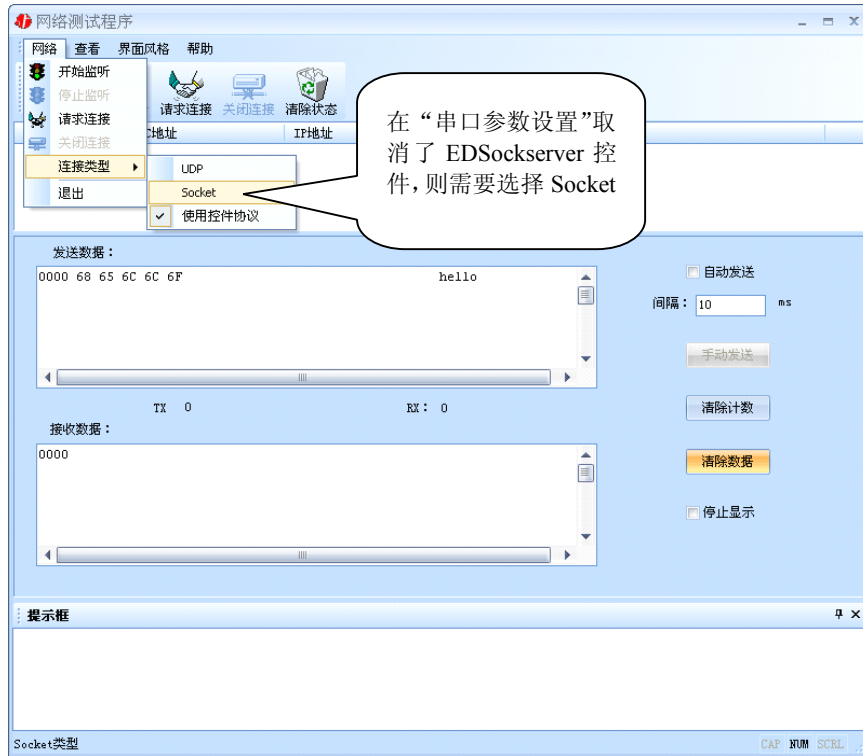 网络测试程序
网络 查看 界面风格 帮助
开始监听
停止监听
请求连接
关闭连接
连接类型
退出
请求连接 关闭连接 清除状态
C地址 IP地址
UDP
Socket
使用控件协议
在“串口参数设置”取
消了 EDSockserver 控
件，则需要选择 Socket
发送数据：
0000 68 65 6C 6C 6F hello
自动发送
间隔： 10 ms
手动发送
TX 0 RX： 0
清除计数
接收数据：
0000
清除数据
停止显示
提示框
Socket类型 CAP NUM SCRL